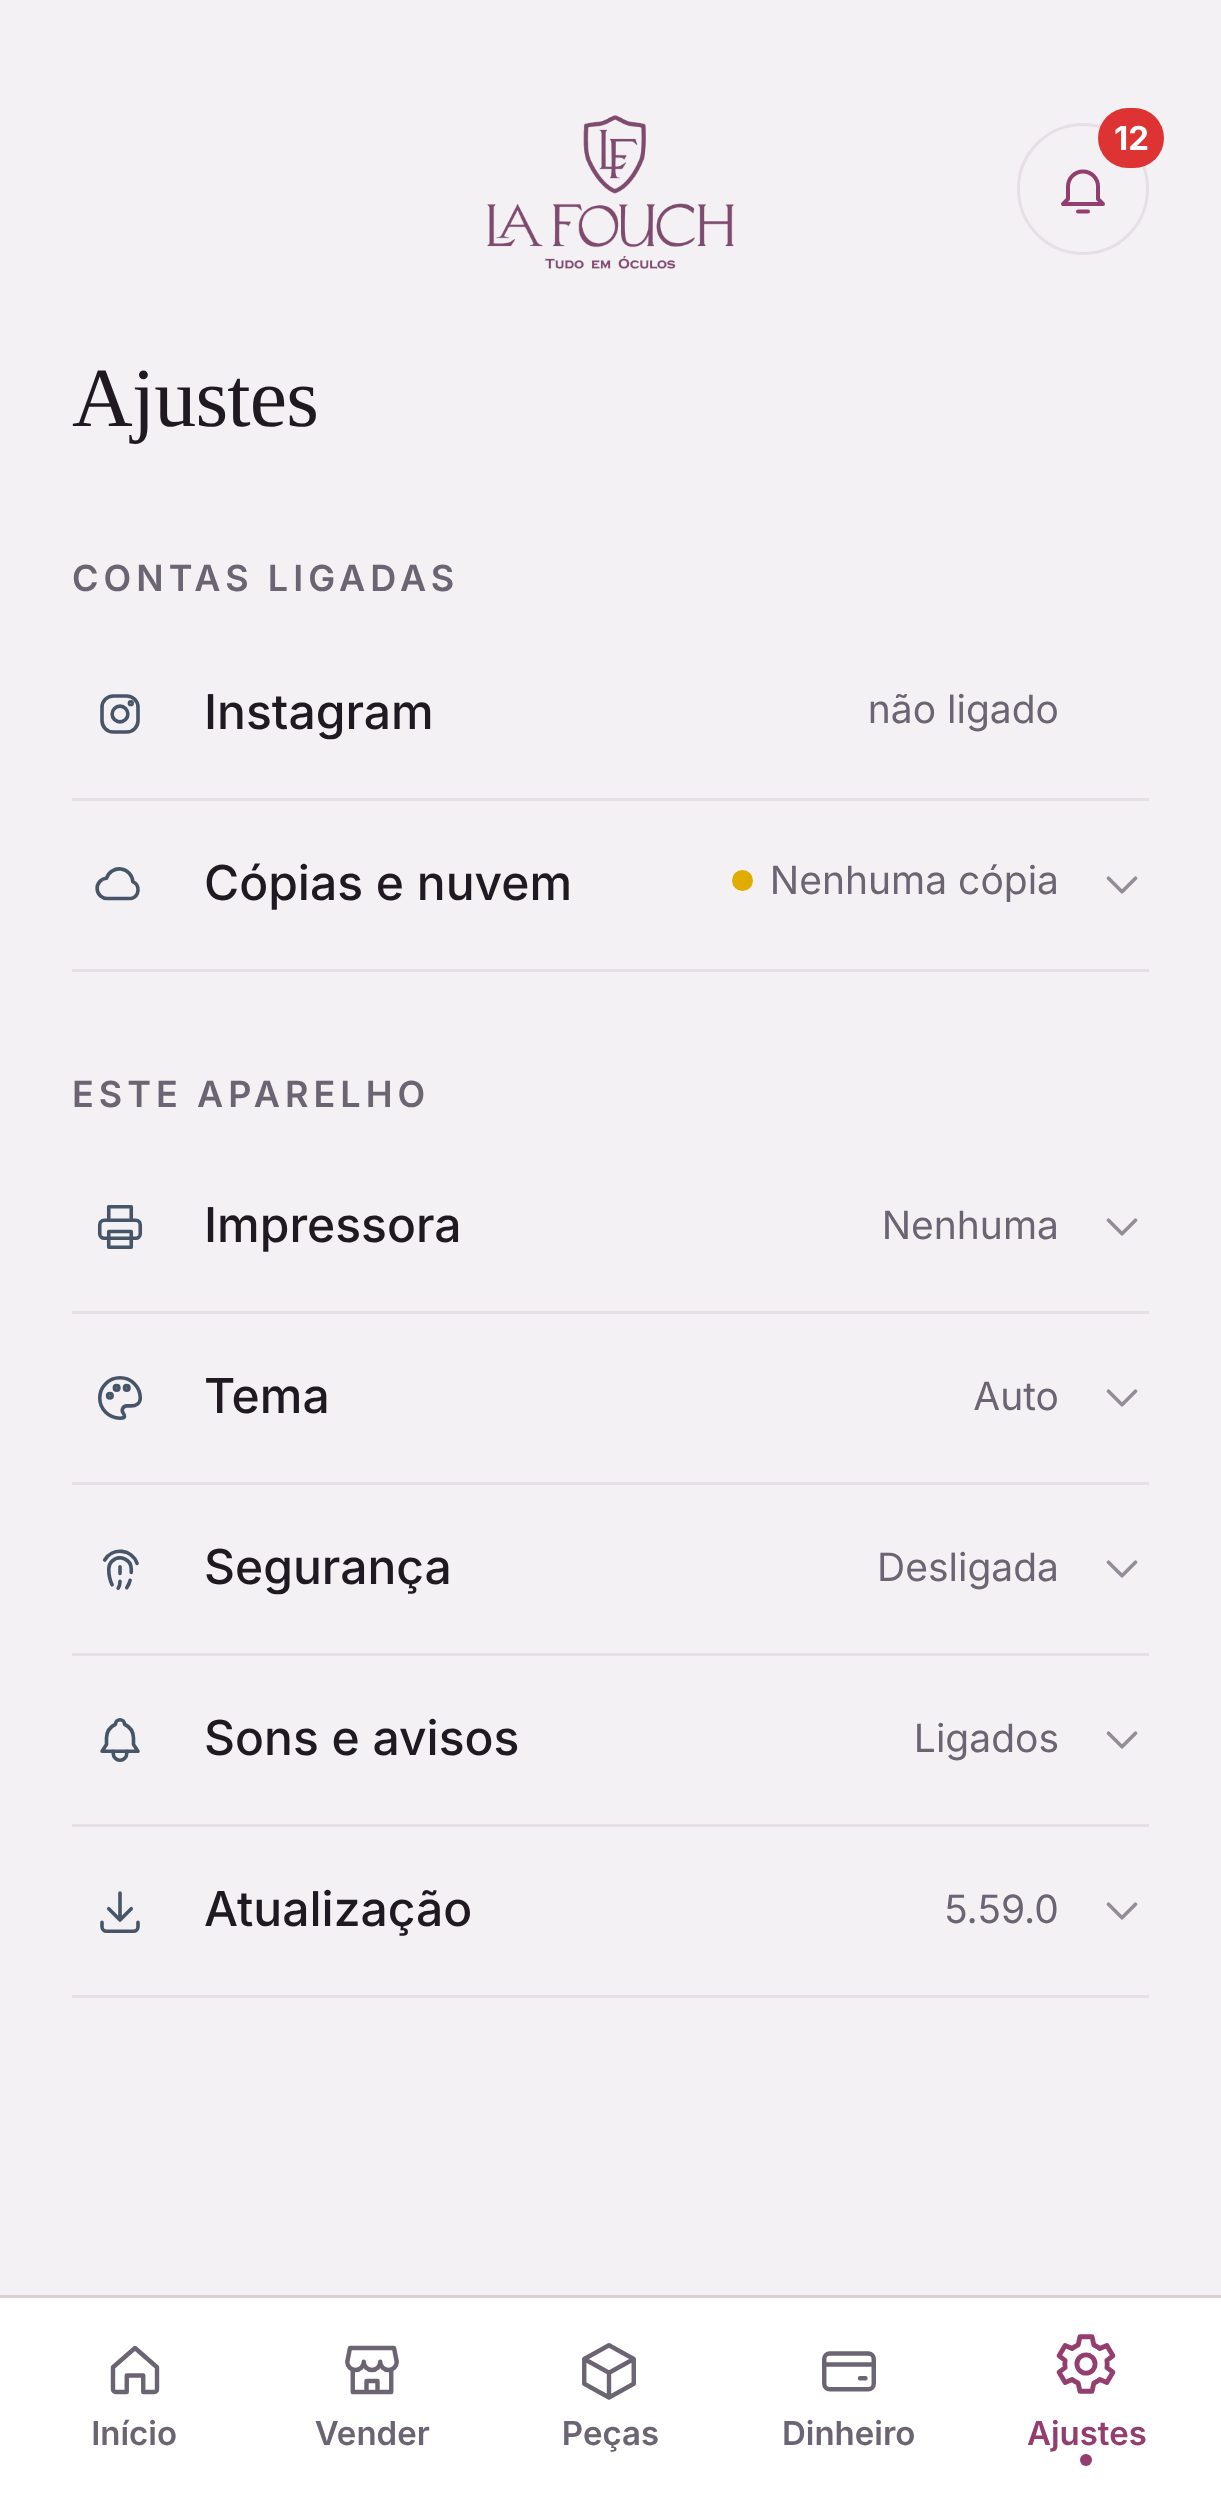 LF
LA FOUCH
TUDO EM ÓCULOS
12
Ajustes
CONTAS LIGADAS
Instagram não ligado
Cópias e nuvem Nenhuma cópia
ESTE APARELHO
Impressora Nenhuma
Tema Auto
Segurança Desligada
Sons e avisos Ligados
Atualização 5.59.0
Início Vender Peças Dinheiro Ajustes